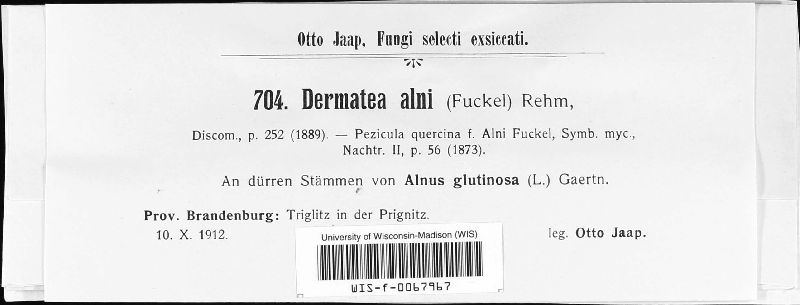 Otto Jaap, Fungi selecti exsiccati.
704. Dermatea alni (Fuckel) Rehm,
Discom., p. 252 (1889). — Pezicula quercina f. Alni Fuckel, Symb. myc.,
Nachtr. II, p. 56 (1873).
An dürren Stämmen von Alnus glutinosa (L.) Gaertn.
Prov. Brandenburg: Triglitz in der Prignitz.
10. X. 1912. leg. Otto Jaap.
University of Wisconsin-Madison (WIS)
WIS-f-0067967